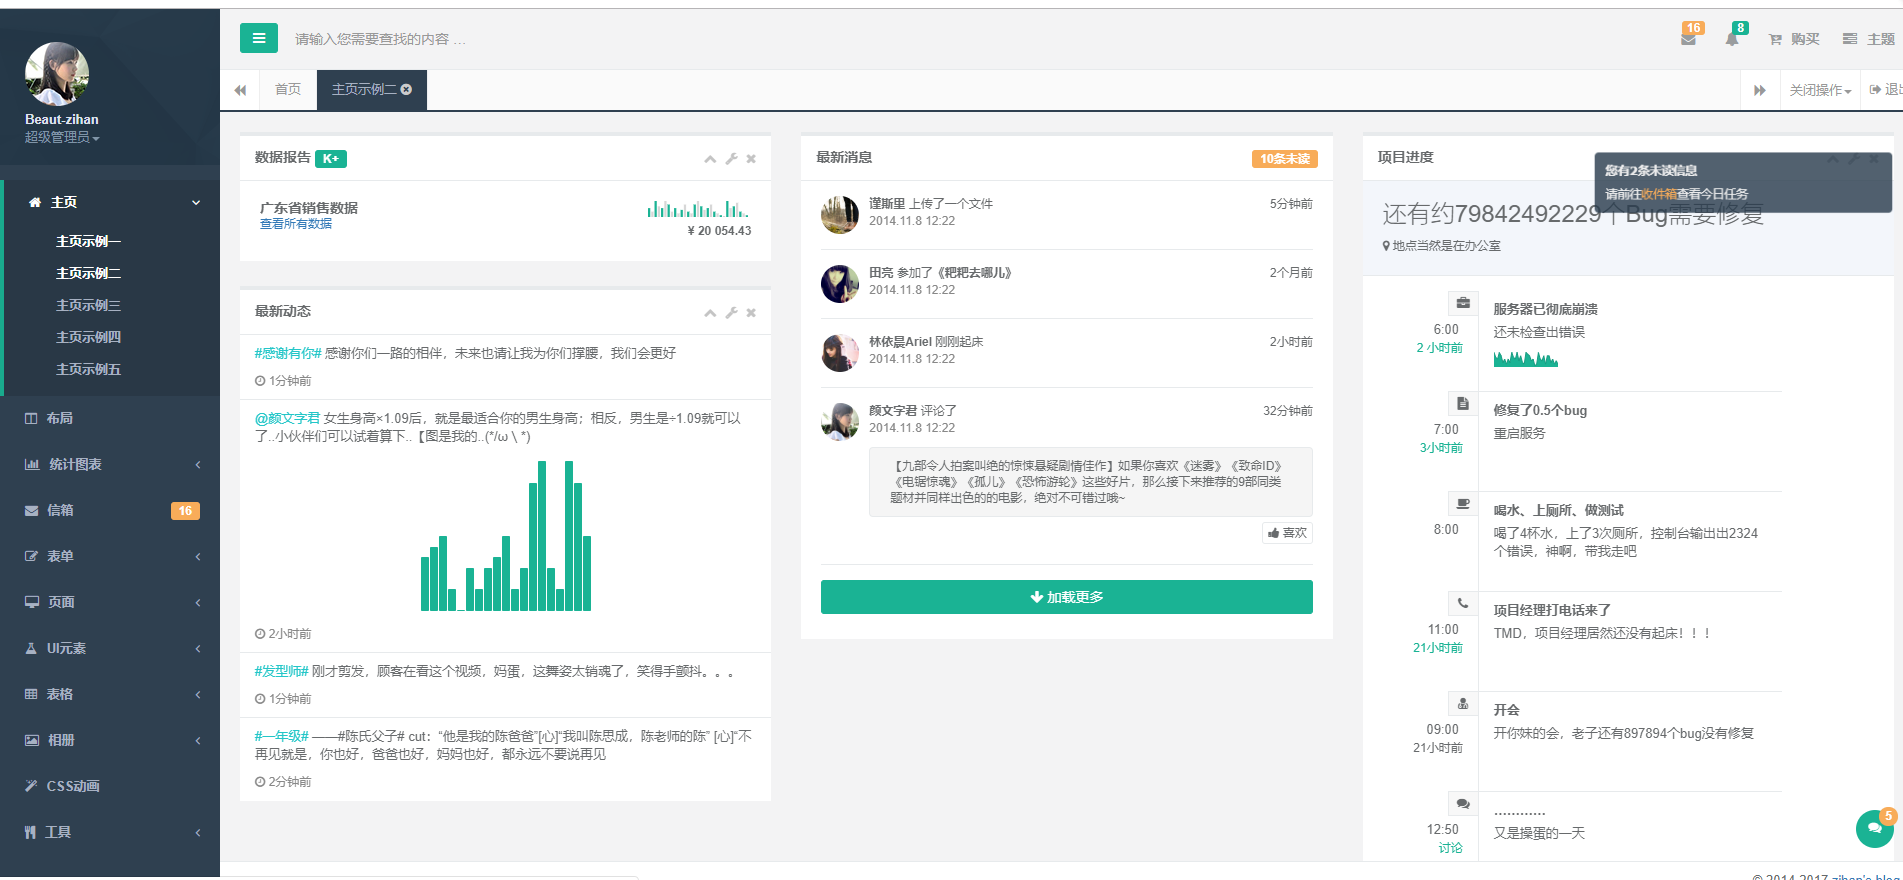 Beaut-zihan
超级管理员
主页
主页示例一
主页示例二
主页示例三
主页示例四
主页示例五
布局
统计图表
信箱
16
表单
页面
UI元素
表格
相册
CSS动画
工具
请输入您需要查找的内容 …
16
8
购买
主题
首页
主页示例二
关闭操作
数据报告 K+
广东省销售数据
查看所有数据
¥ 20 054.43
最新动态
#感谢有你# 感谢你们一路的相伴，未来也请让我为你们撑腰，我们会更好
1分钟前
@颜文字君 女生身高×1.09后，就是最适合你的男生身高；相反，男生是÷1.09就可以
了..小伙伴们可以试着算下..【图是我的..(*/ω＼*)
2小时前
#发型师# 刚才剪发，顾客在看这个视频，妈蛋，这舞姿太销魂了，笑得手颤抖。。。
1分钟前
#一年级# ——#陈氏父子# cut：“他是我的陈爸爸”[心]“我叫陈思成，陈老师的陈” [心]“不
再见就是，你也好，爸爸也好，妈妈也好，都永远不要说再见
2分钟前
最新消息
10条未读
谨斯里 上传了一个文件
5分钟前
2014.11.8 12:22
田亮 参加了《粑粑去哪儿》
2个月前
2014.11.8 12:22
林依晨Ariel 刚刚起床
2小时前
2014.11.8 12:22
颜文字君 评论了
32分钟前
2014.11.8 12:22
【九部令人拍案叫绝的惊悚悬疑剧情佳作】如果你喜欢《迷雾》《致命ID》
《电锯惊魂》《孤儿》《恐怖游轮》这些好片，那么接下来推荐的9部同类
题材并同样出色的的电影，绝对不可错过哦~
喜欢
加载更多
项目进度
您有2条未读信息
请前往收件箱查看今日任务
还有约79842492229个Bug需要修复
地点当然是在办公室
6:00
2 小时前
服务器已彻底崩溃
还未检查出错误
7:00
3小时前
修复了0.5个bug
重启服务
8:00
喝水、上厕所、做测试
喝了4杯水，上了3次厕所，控制台输出出2324
个错误，神啊，带我走吧
11:00
21小时前
项目经理打电话来了
TMD，项目经理居然还没有起床！！！
09:00
21小时前
开会
开你妹的会，老子还有897894个bug没有修复
12:50
讨论
…………
又是操蛋的一天
5
© 2014-2017 zihan's blog